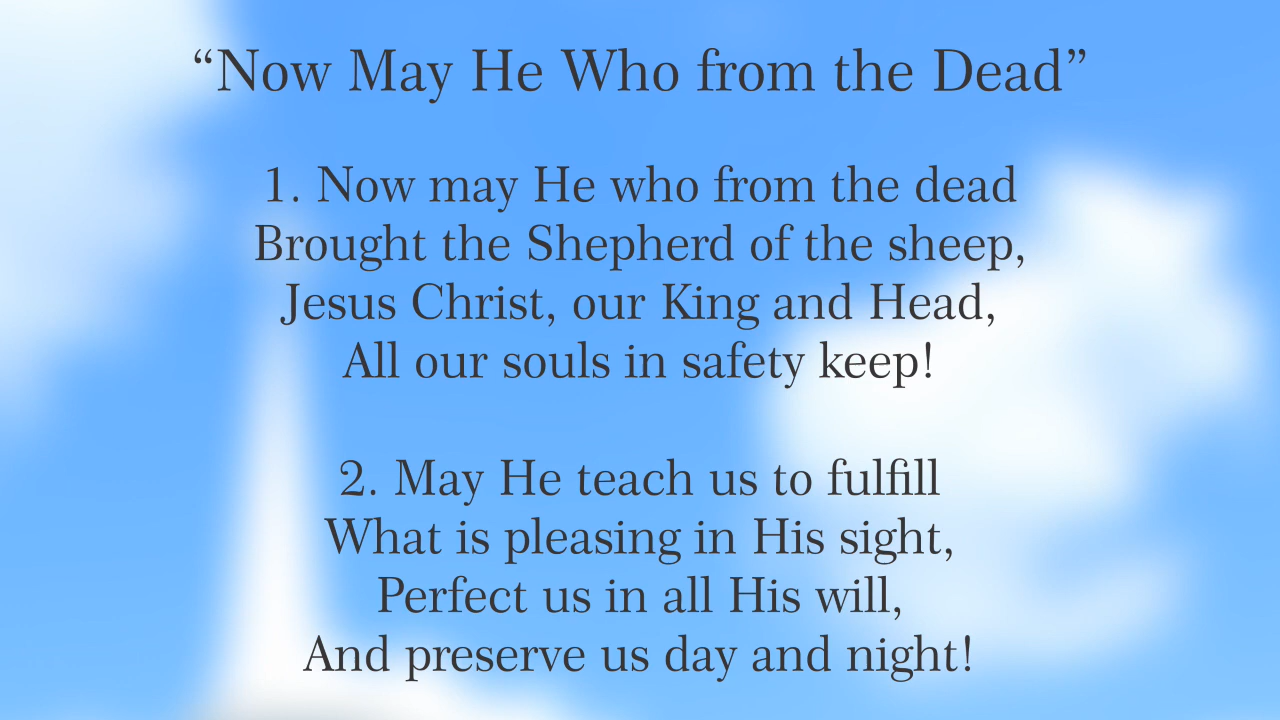 “Now May He Who from the Dead”
1. Now may He who from the dead
Brought the Shepherd of the sheep,
Jesus Christ, our King and Head,
All our souls in safety keep!
2. May He teach us to fulfill
What is pleasing in His sight,
Perfect us in all His will,
And preserve us day and night!